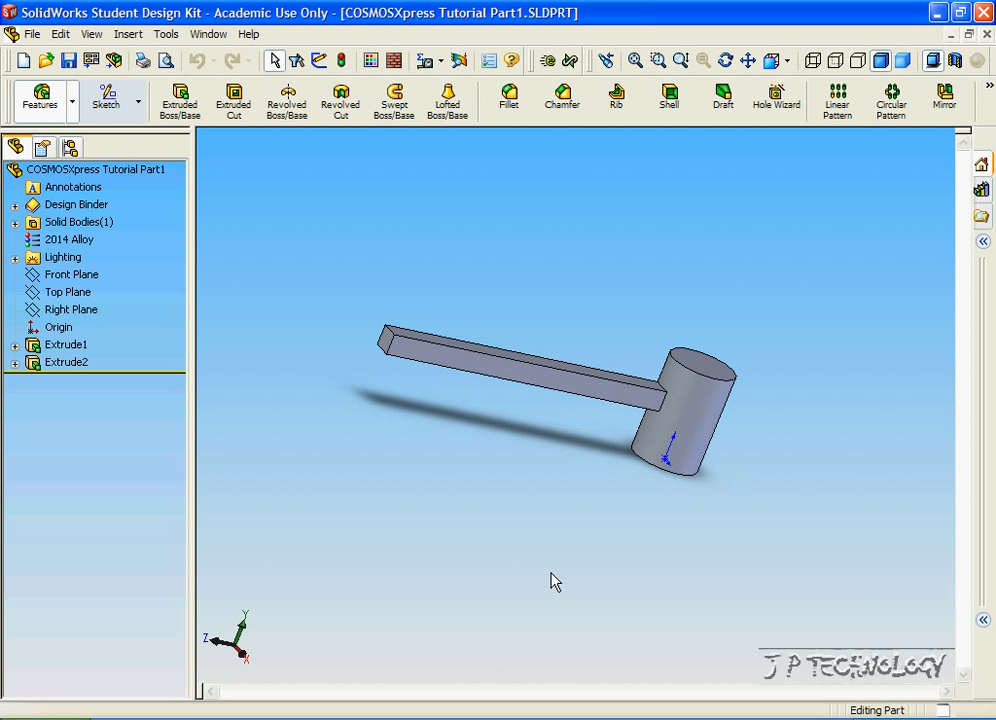 SolidWorks Student Design Kit - Academic Use Only - [COSMOSXpress Tutorial Part1.SLDPRT]
File Edit View Insert Tools Window Help
Features Sketch Extruded Boss/Base Extruded Cut Revolved Boss/Base Revolved Cut Swept Boss/Base Lofted Boss/Base Fillet Chamfer Rib Shell Draft Hole Wizard Linear Pattern Circular Pattern Mirror
COSMOSXpress Tutorial Part1
A Annotations
Design Binder
Solid Bodies(1)
2014 Alloy
Lighting
Front Plane
Top Plane
Right Plane
Origin
Extrude1
Extrude2
Y
Z
X
J P TECHNOLOGY
Editing Part